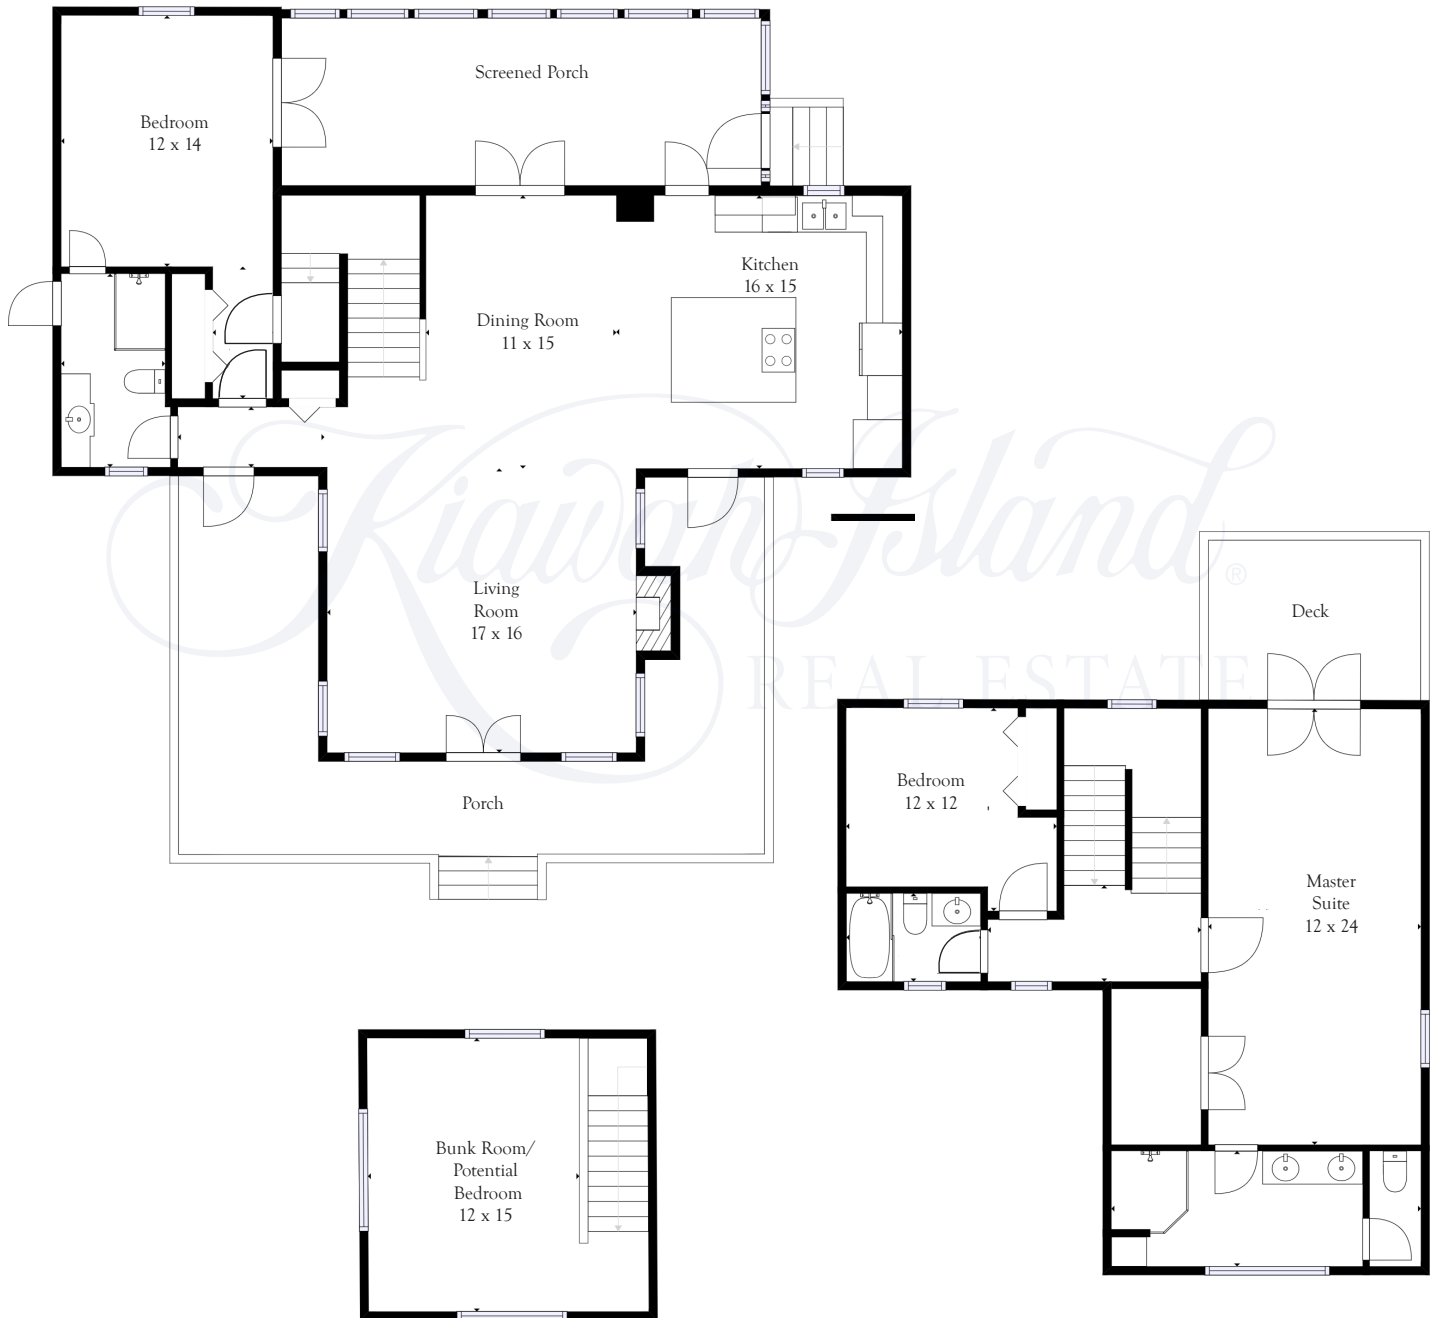 Screened Porch
Bedroom
12 x 14
Kitchen
16 x 15
Dining Room
11 x 15
Kiawah Island®
REAL ESTATE
Living
Room
17 x 16
Deck
Porch
Bedroom
12 x 12
Master
Suite
12 x 24
Bunk Room/
Potential
Bedroom
12 x 15